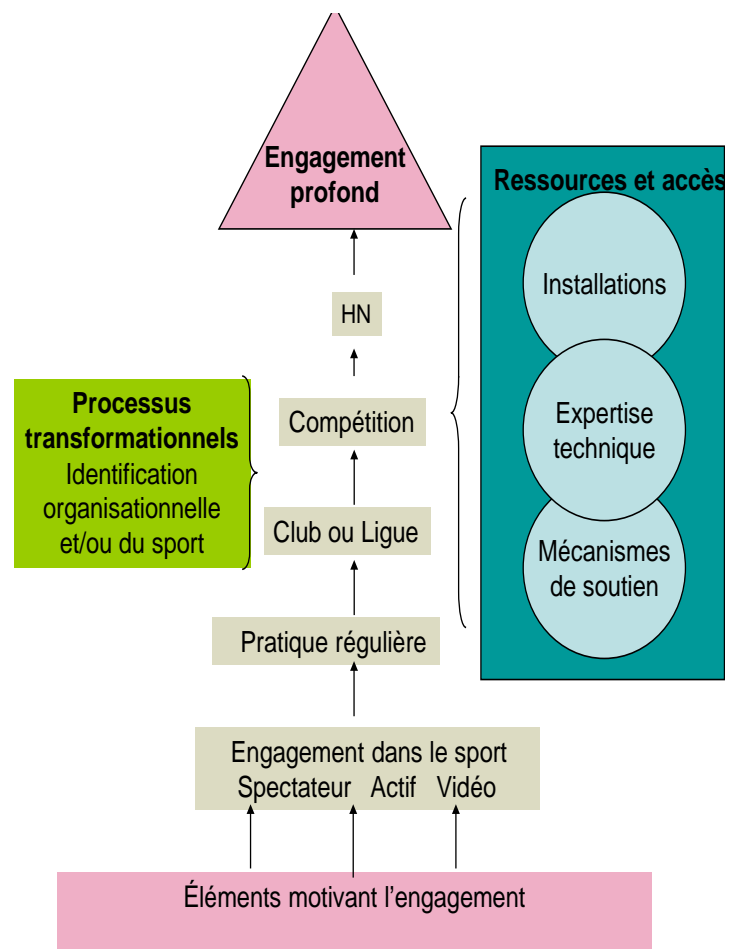 Engagement
profond
Ressources et accès
Installations
HN
Processus
transformationnels
Identification
organisationnelle
et/ou du sport
Compétition
Expertise
technique
Club ou Ligue
Mécanismes
de soutien
Pratique régulière
Engagement dans le sport
Spectateur Actif Vidéo
Éléments motivant l’engagement